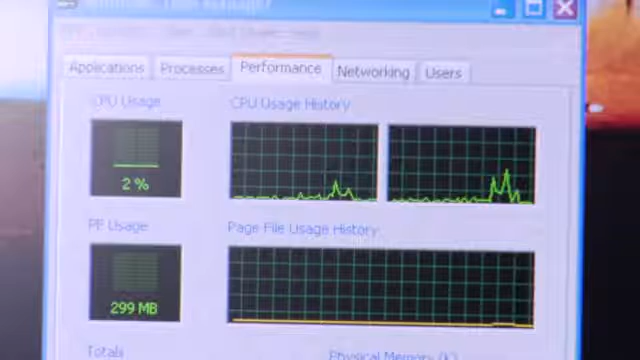 Applications Processes Performance Networking Users
CPU Usage CPU Usage History
2 %
PF Usage Page File Usage History
299 MB
Totals Physical Memory (K)